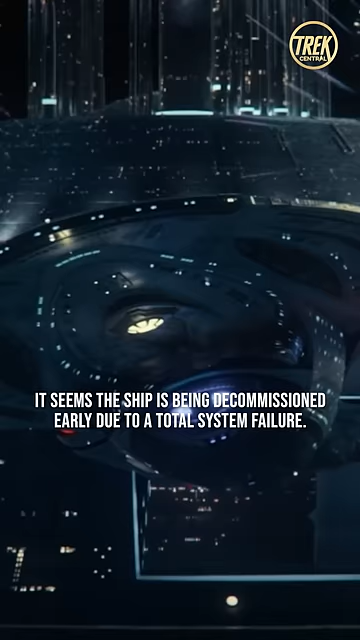 TREK
CENTRAL
IT SEEMS THE SHIP IS BEING DECOMMISSIONED
EARLY DUE TO A TOTAL SYSTEM FAILURE.